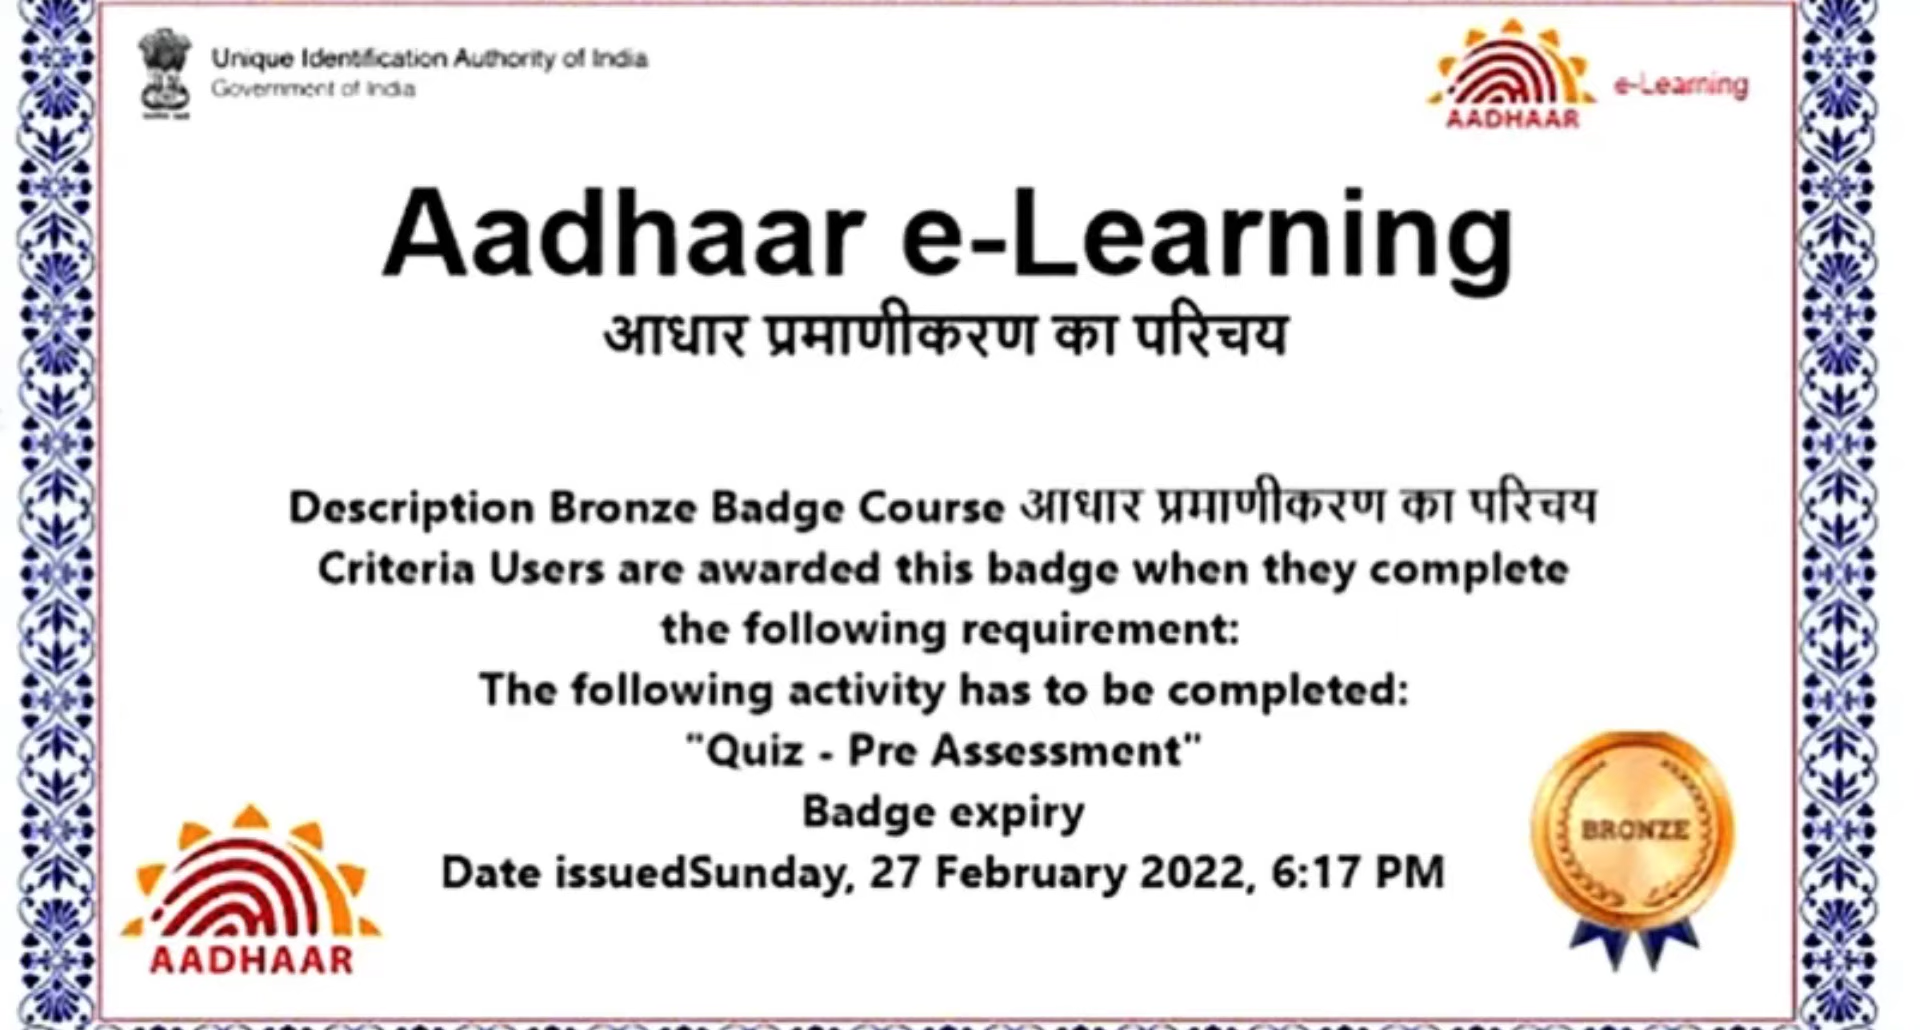 Unique Identification Authority of India
Government of India
AADHAAR
e-Learning
Aadhaar e-Learning
आधार प्रमाणीकरण का परिचय
Description Bronze Badge Course आधार प्रमाणीकरण का परिचय
Criteria Users are awarded this badge when they complete
the following requirement:
The following activity has to be completed:
"Quiz - Pre Assessment"
Badge expiry
Date issuedSunday, 27 February 2022, 6:17 PM
BRONZE
AADHAAR